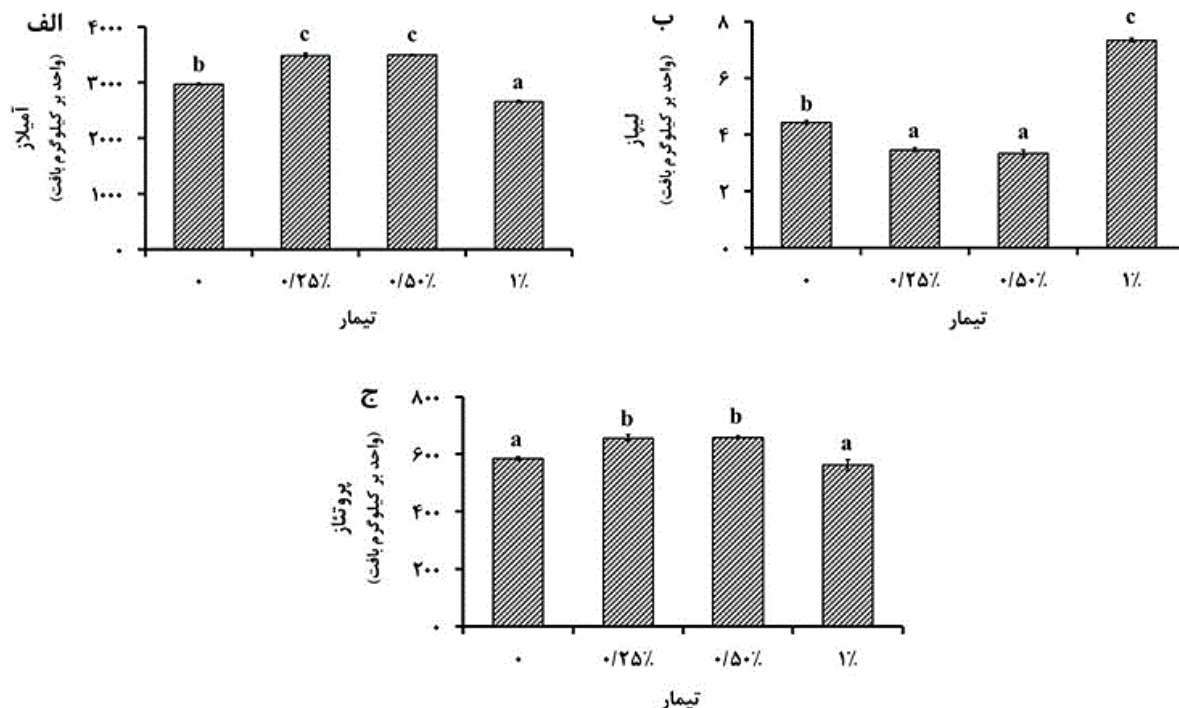 الف
آمیلاز
(واحد بر کیلوگرم بافت)
۴۰۰۰
۳۰۰۰
۲۰۰۰
۱۰۰۰
۰
b
c
c
a
۰
۰/۲۵٪
۰/۵۰٪
۱٪
تیمار
ب
لیپاز
(واحد بر کیلوگرم بافت)
۸
۶
۴
۲
۰
b
a
a
c
۰
۰/۲۵٪
۰/۵۰٪
۱٪
تیمار
ج
پروتئاز
(واحد بر کیلوگرم بافت)
۸۰۰
۶۰۰
۴۰۰
۲۰۰
۰
a
b
b
a
۰
۰/۲۵٪
۰/۵۰٪
۱٪
تیمار